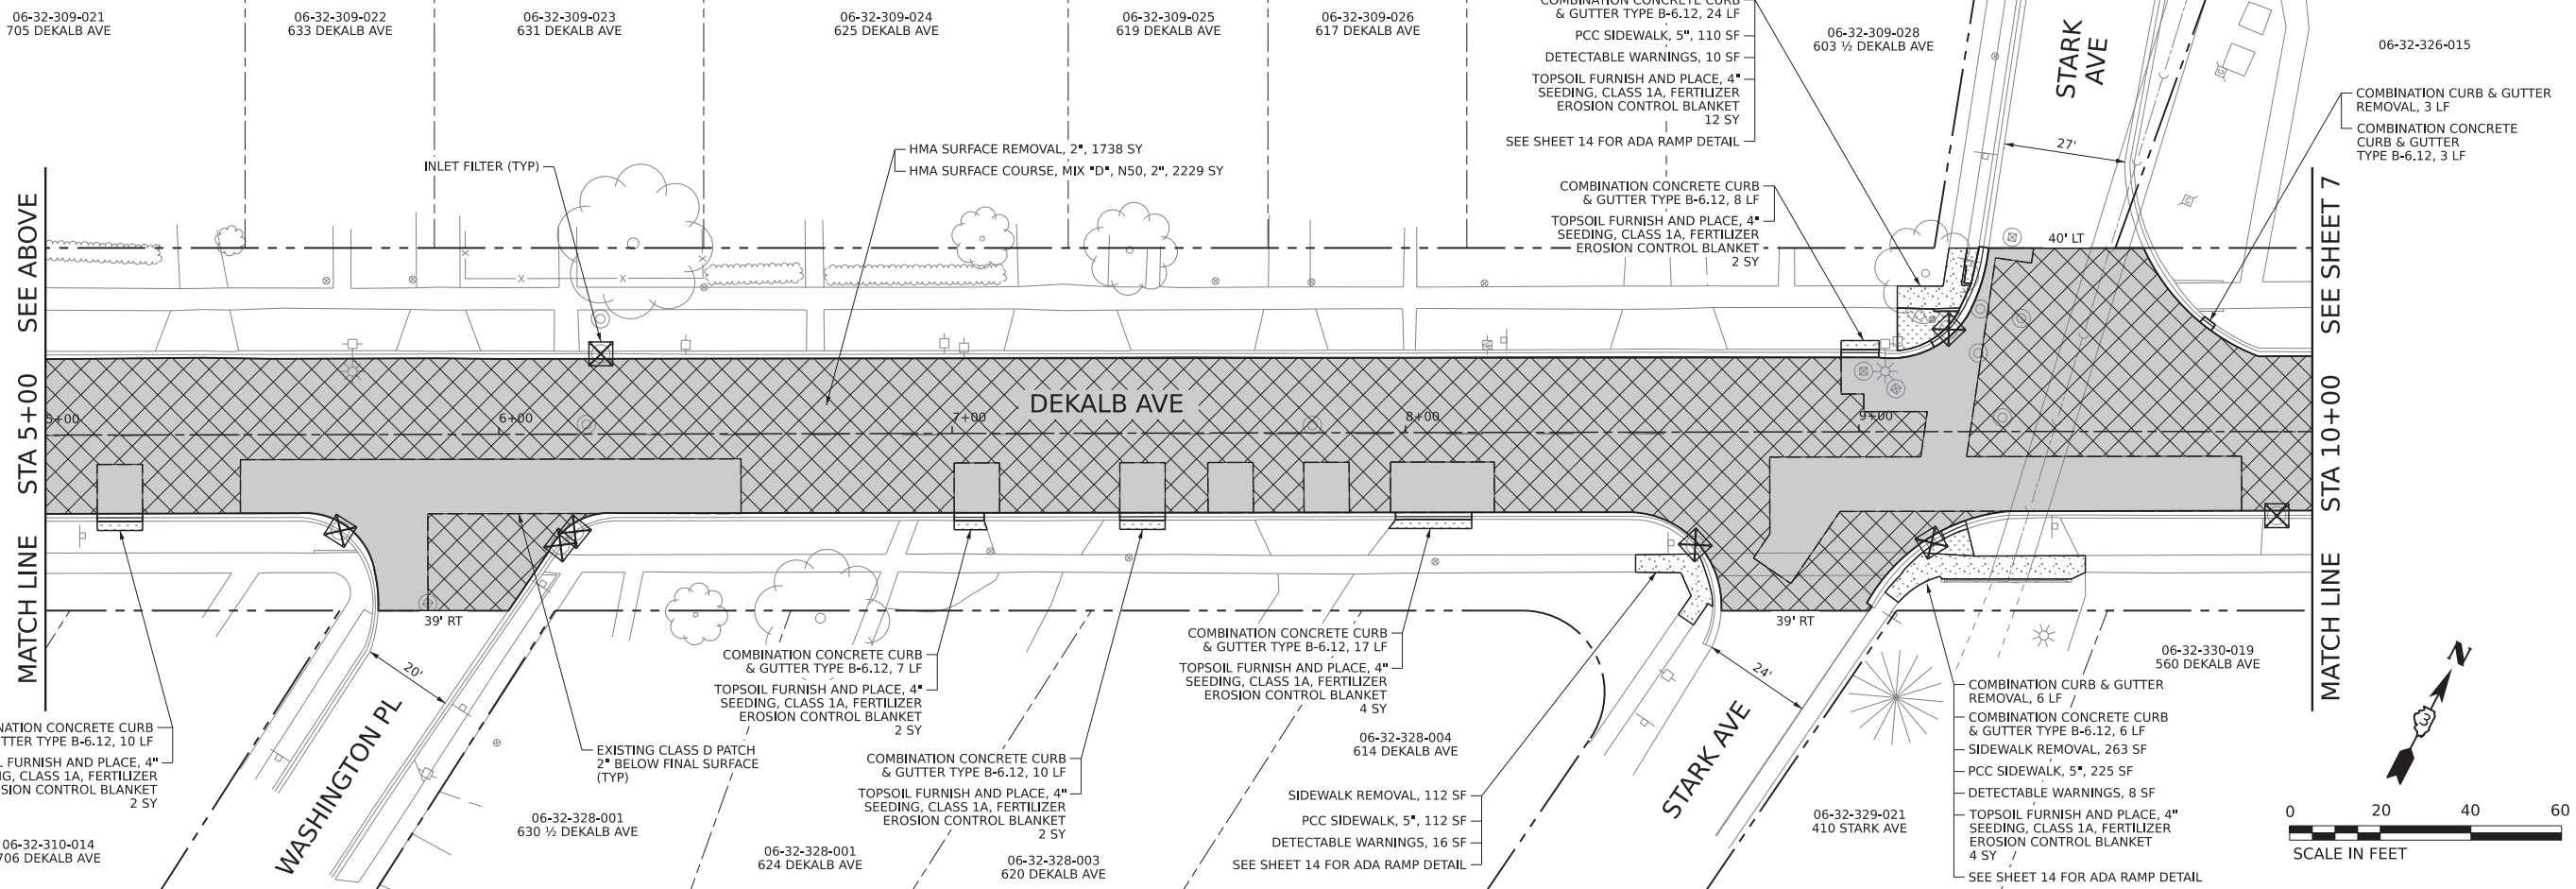 06-32-309-021
705 DEKALB AVE
06-32-309-022
633 DEKALB AVE
06-32-309-023
631 DEKALB AVE
06-32-309-024
625 DEKALB AVE
06-32-309-025
619 DEKALB AVE
06-32-309-026
617 DEKALB AVE
COMBINATION CONCRETE CURB
& GUTTER TYPE B-6.12, 24 LF
PCC SIDEWALK, 5", 110 SF
DETECTABLE WARNINGS, 10 SF
TOPSOIL FURNISH AND PLACE, 4"
SEEDING, CLASS 1A, FERTILIZER
EROSION CONTROL BLANKET
12 SY
SEE SHEET 14 FOR ADA RAMP DETAIL
06-32-309-028
603 ½ DEKALB AVE
STARK
AVE
06-32-326-015
COMBINATION CURB & GUTTER
REMOVAL, 3 LF
COMBINATION CONCRETE
CURB & GUTTER
TYPE B-6.12, 3 LF
27'
INLET FILTER (TYP)
HMA SURFACE REMOVAL, 2", 1738 SY
HMA SURFACE COURSE, MIX "D", N50, 2", 2229 SY
COMBINATION CONCRETE CURB
& GUTTER TYPE B-6.12, 8 LF
TOPSOIL FURNISH AND PLACE, 4"
SEEDING, CLASS 1A, FERTILIZER
EROSION CONTROL BLANKET
2 SY
40' LT
MATCH LINE STA 5+00 SEE ABOVE
MATCH LINE STA 10+00 SEE SHEET 7
DEKALB AVE
5+00
6+00
7+00
8+00
9+00
39' RT
39' RT
20'
24'
COMBINATION CONCRETE CURB
& GUTTER TYPE B-6.12, 7 LF
TOPSOIL FURNISH AND PLACE, 4"
SEEDING, CLASS 1A, FERTILIZER
EROSION CONTROL BLANKET
2 SY
COMBINATION CONCRETE CURB
& GUTTER TYPE B-6.12, 17 LF
TOPSOIL FURNISH AND PLACE, 4"
SEEDING, CLASS 1A, FERTILIZER
EROSION CONTROL BLANKET
4 SY
06-32-330-019
560 DEKALB AVE
N
3
NATION CONCRETE CURB
TTER TYPE B-6.12, 10 LF
L FURNISH AND PLACE, 4"
NG, CLASS 1A, FERTILIZER
SION CONTROL BLANKET
2 SY
WASHINGTON PL
EXISTING CLASS D PATCH
2" BELOW FINAL SURFACE
(TYP)
COMBINATION CONCRETE CURB
& GUTTER TYPE B-6.12, 10 LF
TOPSOIL FURNISH AND PLACE, 4"
SEEDING, CLASS 1A, FERTILIZER
EROSION CONTROL BLANKET
2 SY
06-32-328-004
614 DEKALB AVE
STARK AVE
COMBINATION CURB & GUTTER
REMOVAL, 6 LF
COMBINATION CONCRETE CURB
& GUTTER TYPE B-6.12, 6 LF
SIDEWALK REMOVAL, 263 SF
PCC SIDEWALK, 5", 225 SF
DETECTABLE WARNINGS, 8 SF
TOPSOIL FURNISH AND PLACE, 4"
SEEDING, CLASS 1A, FERTILIZER
EROSION CONTROL BLANKET
4 SY
SEE SHEET 14 FOR ADA RAMP DETAIL
SIDEWALK REMOVAL, 112 SF
PCC SIDEWALK, 5", 112 SF
DETECTABLE WARNINGS, 16 SF
SEE SHEET 14 FOR ADA RAMP DETAIL
06-32-310-014
706 DEKALB AVE
06-32-328-001
630 ½ DEKALB AVE
06-32-328-001
624 DEKALB AVE
06-32-328-003
620 DEKALB AVE
06-32-329-021
410 STARK AVE
0 20 40 60
SCALE IN FEET